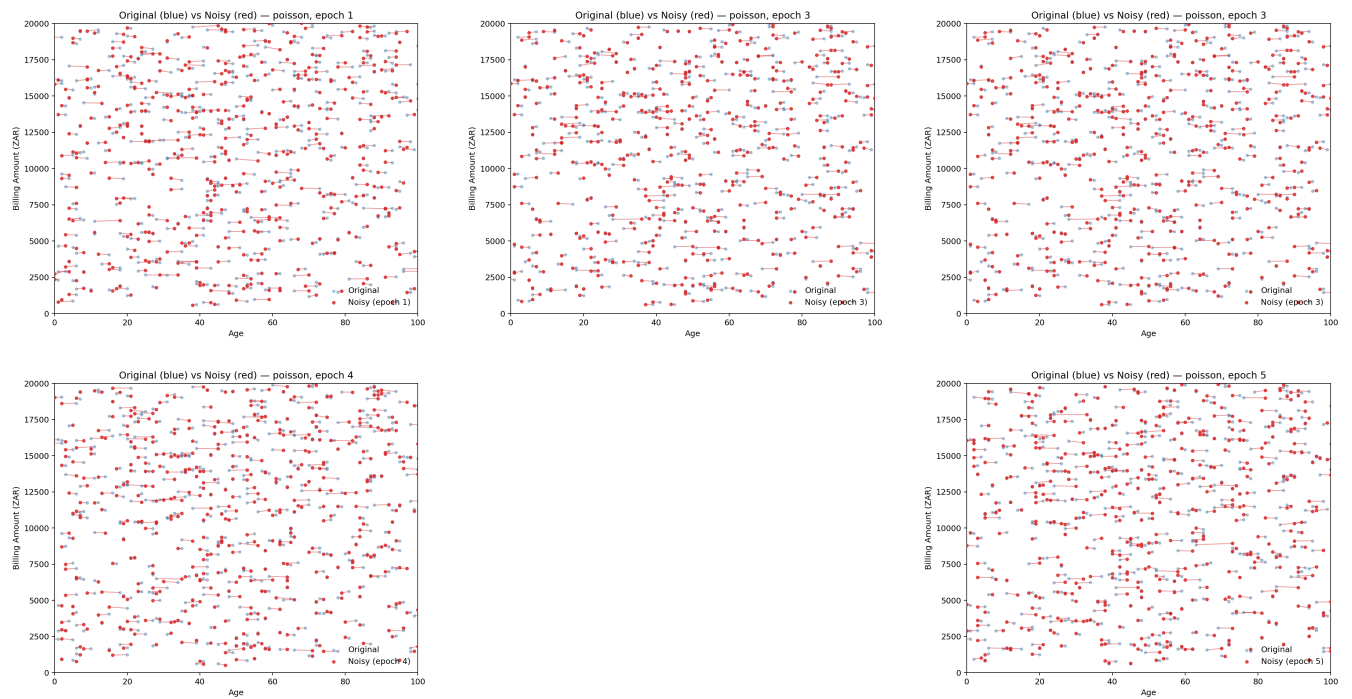 Original (blue) vs Noisy (red) — poisson, epoch 1
20000
17500
15000
12500
10000
7500
5000
2500
0
Billing Amount (ZAR)
0 20 40 60 80 100
Age
Original
Noisy (epoch 1)
Original (blue) vs Noisy (red) — poisson, epoch 3
20000
17500
15000
12500
10000
7500
5000
2500
0
Billing Amount (ZAR)
0 20 40 60 80 100
Age
Original
Noisy (epoch 3)
Original (blue) vs Noisy (red) — poisson, epoch 3
20000
17500
15000
12500
10000
7500
5000
2500
0
Billing Amount (ZAR)
0 20 40 60 80 100
Age
Original
Noisy (epoch 3)
Original (blue) vs Noisy (red) — poisson, epoch 4
20000
17500
15000
12500
10000
7500
5000
2500
0
Billing Amount (ZAR)
0 20 40 60 80 100
Age
Original
Noisy (epoch 4)
Original (blue) vs Noisy (red) — poisson, epoch 5
20000
17500
15000
12500
10000
7500
5000
2500
0
Billing Amount (ZAR)
0 20 40 60 80 100
Age
Original
Noisy (epoch 5)